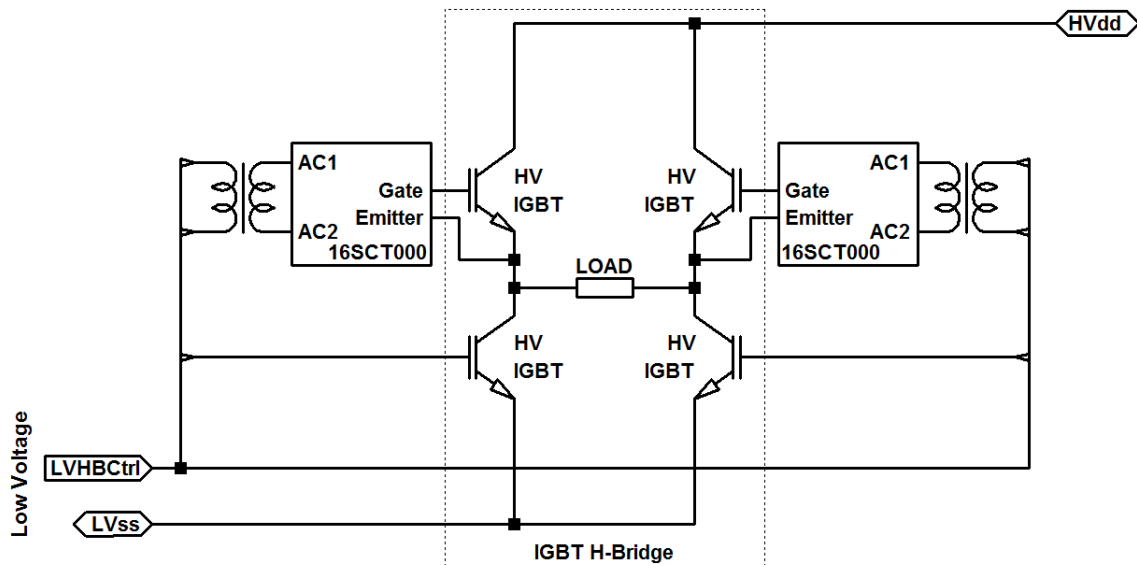 HVdd
AC1
Gate
Emitter
AC2
16SCT000
HV
IGBT
HV
IGBT
AC1
Gate
Emitter
AC2
16SCT000
LOAD
HV
IGBT
HV
IGBT
Low Voltage
LVHBCtrl
LVss
IGBT H-Bridge